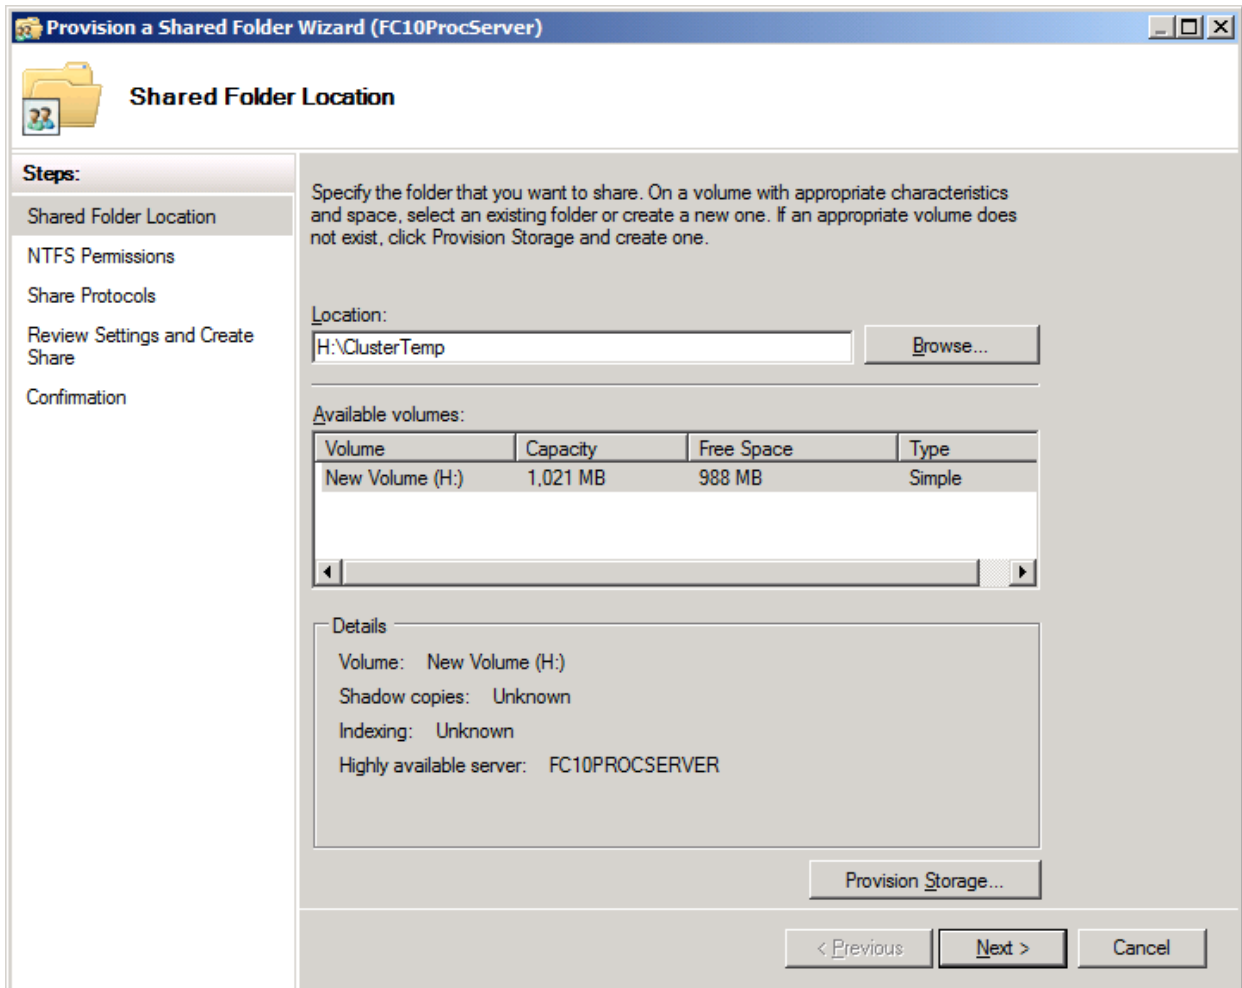 Provision a Shared Folder Wizard (FC10ProcServer)
Shared Folder Location
Steps:
Shared Folder Location
NTFS Permissions
Share Protocols
Review Settings and Create
Share
Confirmation
Specify the folder that you want to share. On a volume with appropriate characteristics
and space, select an existing folder or create a new one. If an appropriate volume does
not exist, click Provision Storage and create one.
Location:
H:\ClusterTemp
Browse...
Available volumes:
Volume Capacity Free Space Type
New Volume (H:) 1,021 MB 988 MB Simple
Details
Volume: New Volume (H:)
Shadow copies: Unknown
Indexing: Unknown
Highly available server: FC10PROCSERVER
Provision Storage...
< Previous Next > Cancel